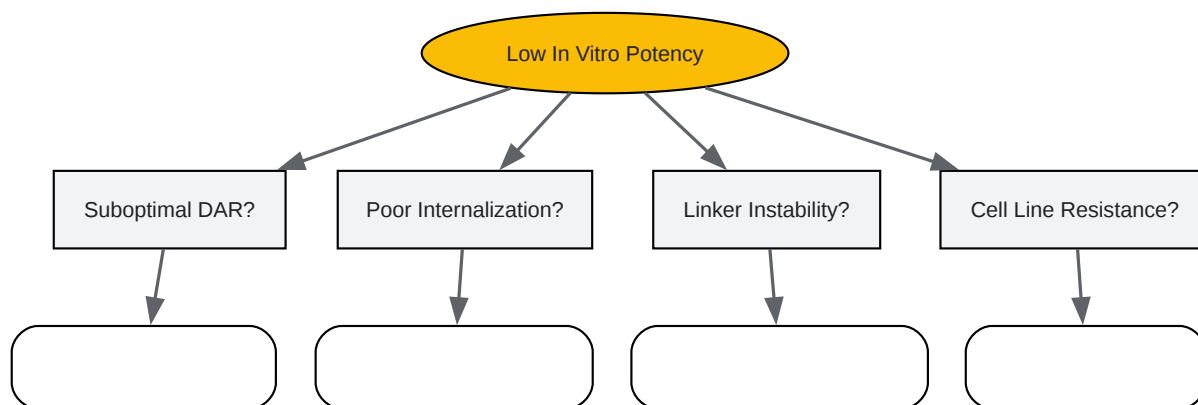 Low In Vitro Potency
Suboptimal DAR?
Poor Internalization?
Linker Instability?
Cell Line Resistance?